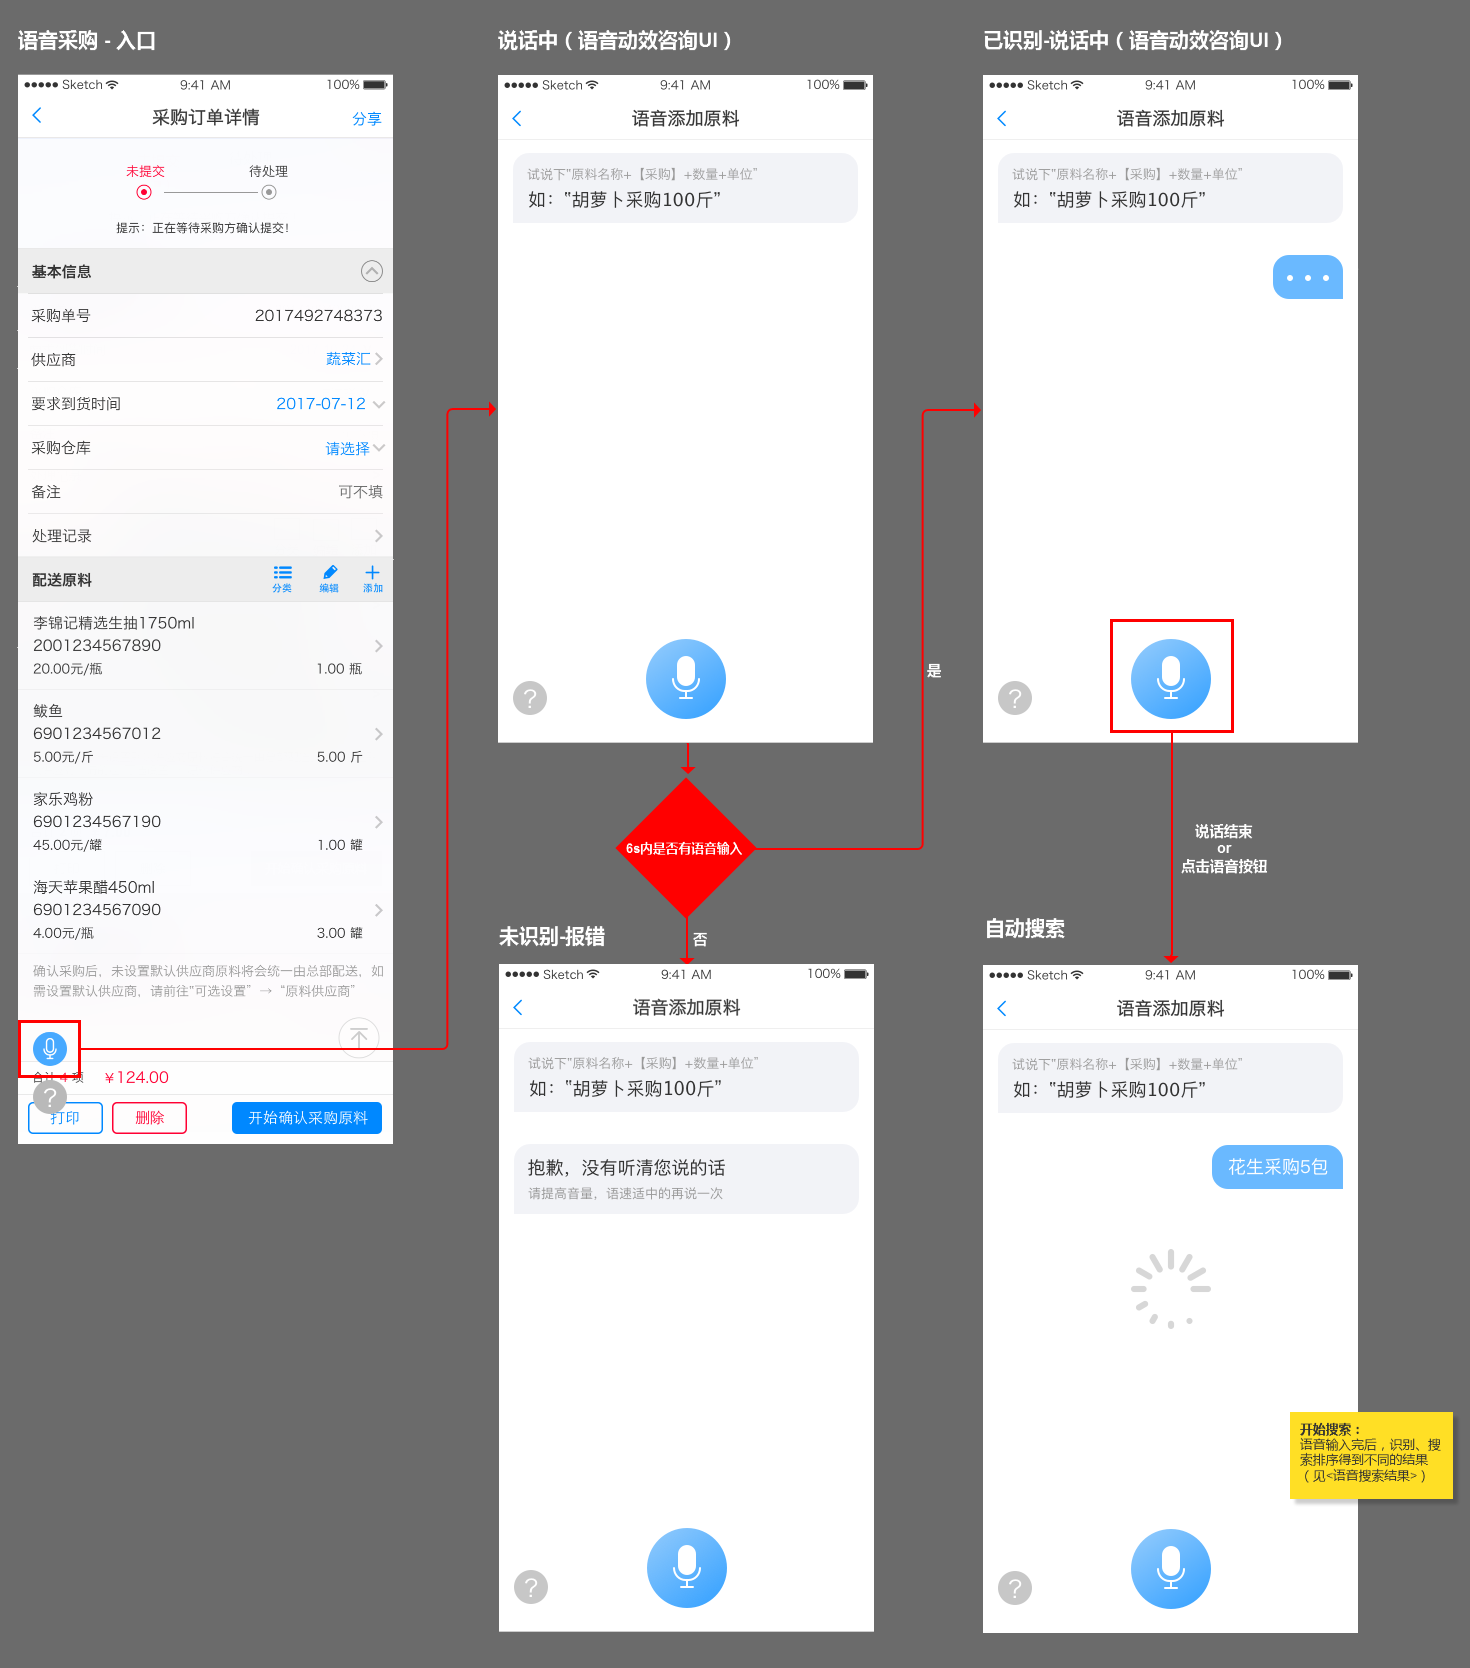 语音采购 - 入口
Sketch 9:41 AM 100%
采购订单详情 分享
未提交 待处理
提示：正在等待采购方确认提交!
基本信息
采购单号 2017492748373
供应商 蔬菜汇
要求到货时间 2017-07-12
采购仓库 请选择
备注 可不填
处理记录
配送原料 分类 编辑 添加
李锦记精选生抽1750ml
2001234567890
20.00元/瓶 1.00 瓶
鲅鱼
6901234567012
5.00元/斤 5.00 斤
家乐鸡粉
6901234567190
45.00元/罐 1.00 罐
海天苹果醋450ml
6901234567090
4.00元/瓶 3.00 罐
确认采购后，未设置默认供应商原料将会统一由总部配送，如
需设置默认供应商，请前往"可选设置" → "原料供应商"
合计 4 项 ￥124.00
?
打印 删除 开始确认采购原料
说话中（语音动效咨询UI）
Sketch 9:41 AM 100%
语音添加原料
试说下"原料名称+【采购】+数量+单位"
如："胡萝卜采购100斤"
?
6s内是否有语音输入
是
否
已识别-说话中（语音动效咨询UI）
Sketch 9:41 AM 100%
语音添加原料
试说下"原料名称+【采购】+数量+单位"
如："胡萝卜采购100斤"
?
说话结束
or
点击语音按钮
未识别-报错
Sketch 9:41 AM 100%
语音添加原料
试说下"原料名称+【采购】+数量+单位"
如："胡萝卜采购100斤"
抱歉，没有听清您说的话
请提高音量，语速适中的再说一次
?
自动搜索
Sketch 9:41 AM 100%
语音添加原料
试说下"原料名称+【采购】+数量+单位"
如："胡萝卜采购100斤"
花生采购5包
开始搜索：
语音输入完后，识别、搜
索排序得到不同的结果
（见<语音搜索结果>）
?